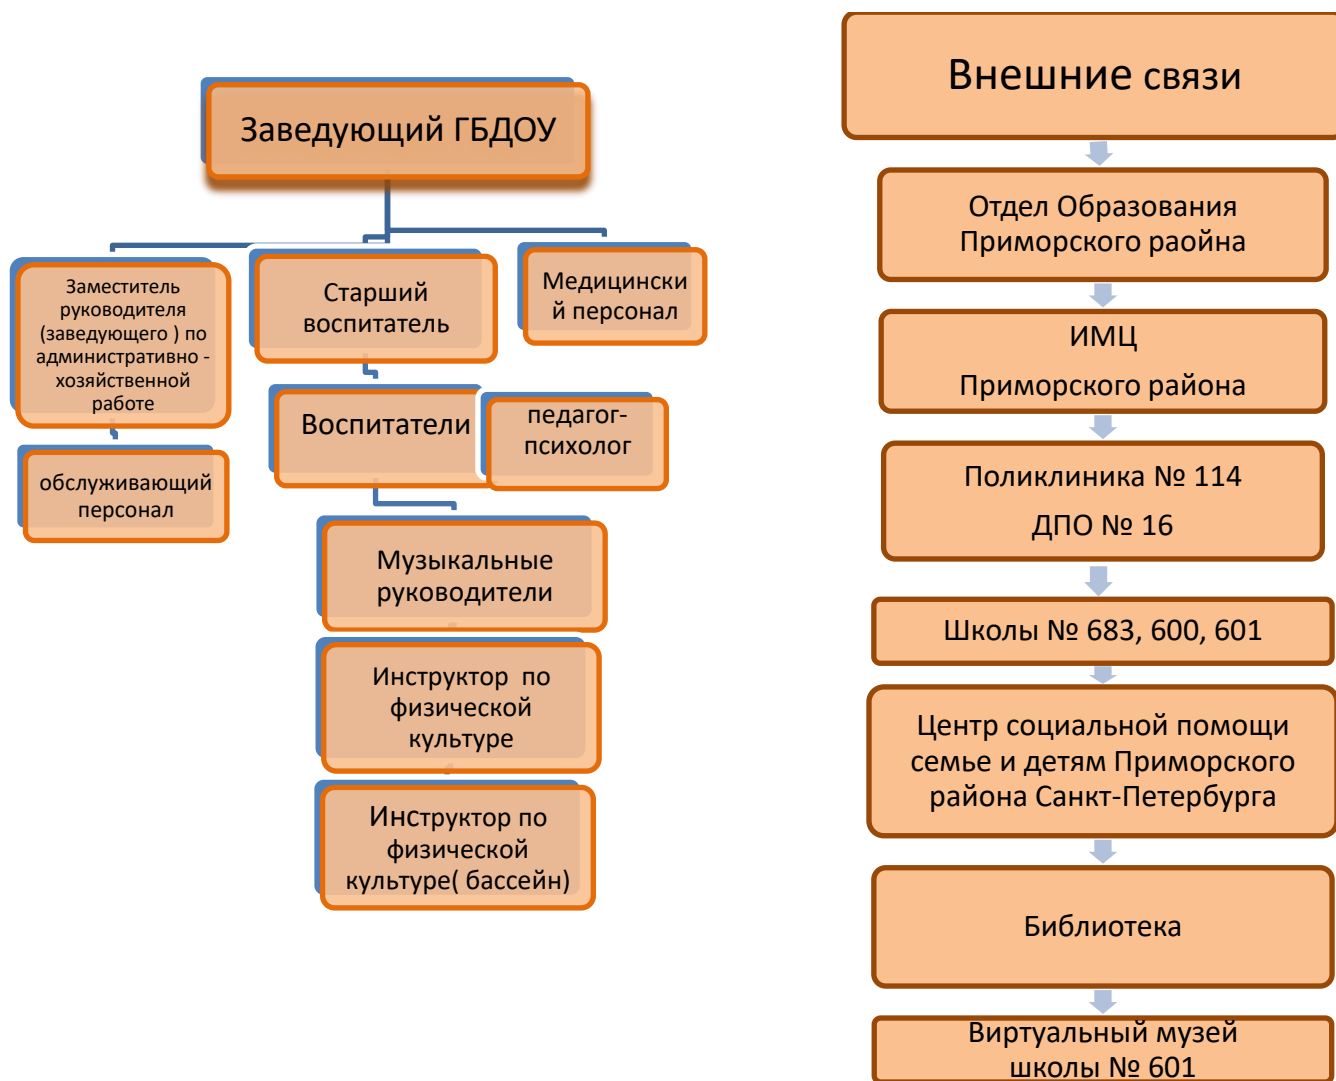 Заведующий ГБДОУ
Заместитель
руководителя
(заведующего ) по
административно -
хозяйственной
работе
Старший
воспитатель
Медицински
й персонал
обслуживающий
персонал
Воспитатели
педагог-
психолог
Музыкальные
руководители
Инструктор по
физической
культуре
Инструктор по
физической
культуре( бассейн)
Внешние связи
Отдел Образования
Приморского раойна
ИМЦ
Приморского района
Поликлиника № 114
ДПО № 16
Школы № 683, 600, 601
Центр социальной помощи
семье и детям Приморского
района Санкт-Петербурга
Библиотека
Виртуальный музей
школы № 601